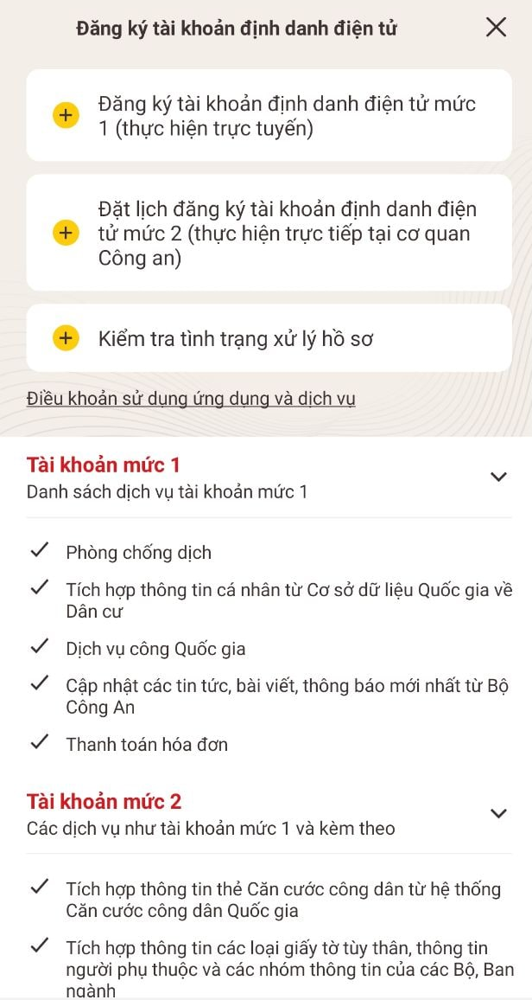 Đăng ký tài khoản định danh điện tử
Đăng ký tài khoản định danh điện tử mức
1 (thực hiện trực tuyến)
Đặt lịch đăng ký tài khoản định danh điện
tử mức 2 (thực hiện trực tiếp tại cơ quan
Công an)
Kiểm tra tình trạng xử lý hồ sơ
Điều khoản sử dụng ứng dụng và dịch vụ
Tài khoản mức 1
Danh sách dịch vụ tài khoản mức 1
Phòng chống dịch
Tích hợp thông tin cá nhân từ Cơ sở dữ liệu Quốc gia về
Dân cư
Dịch vụ công Quốc gia
Cập nhật các tin tức, bài viết, thông báo mới nhất từ Bộ
Công An
Thanh toán hóa đơn
Tài khoản mức 2
Các dịch vụ như tài khoản mức 1 và kèm theo
Tích hợp thông tin thẻ Căn cước công dân từ hệ thống
Căn cước công dân Quốc gia
Tích hợp thông tin các loại giấy tờ tùy thân, thông tin
người phụ thuộc và các nhóm thông tin của các Bộ, Ban
ngành